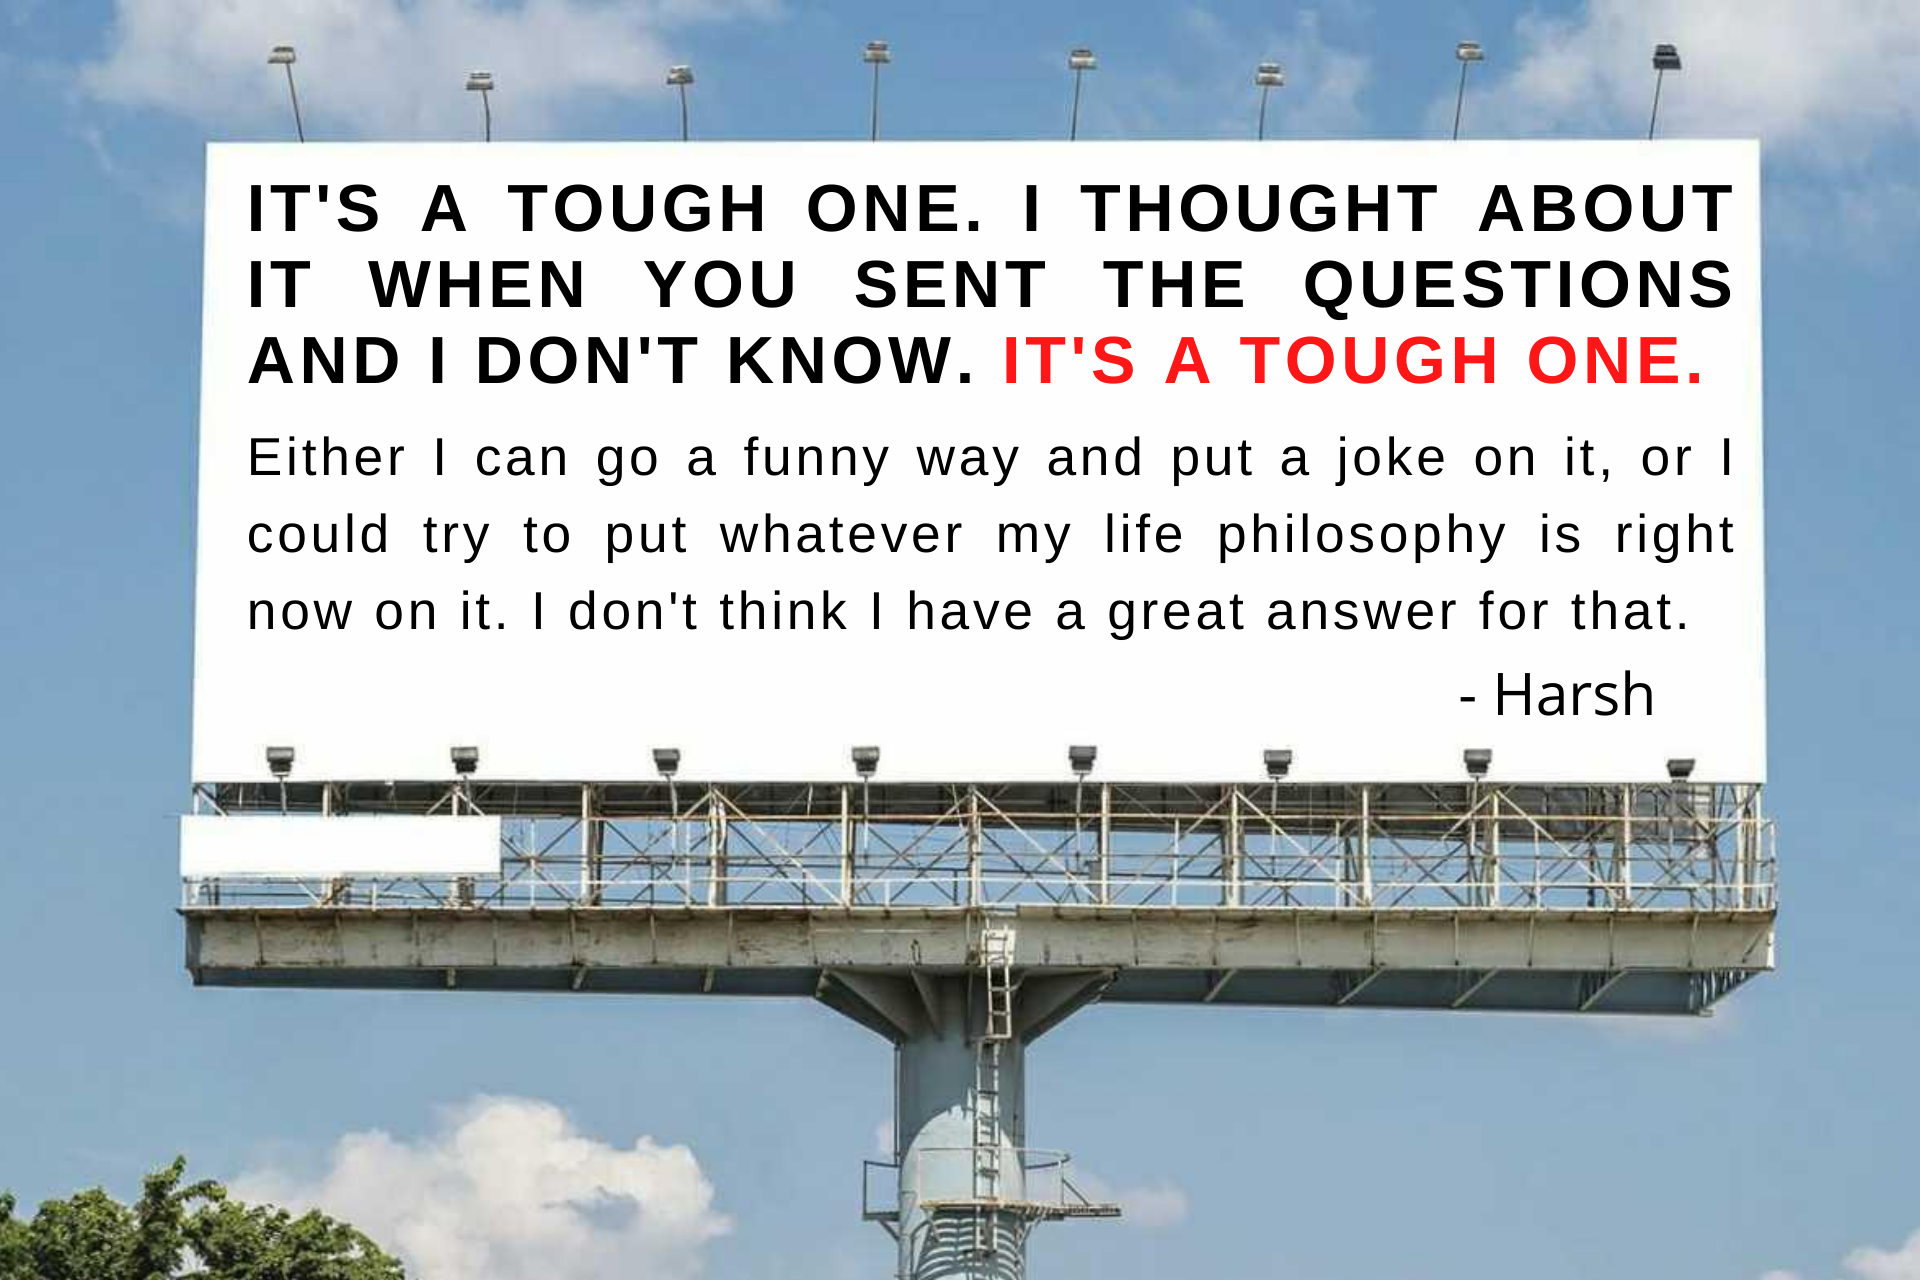 IT'S A TOUGH ONE. I THOUGHT ABOUT
IT WHEN YOU SENT THE QUESTIONS
AND I DON'T KNOW. IT'S A TOUGH ONE.
Either I can go a funny way and put a joke on it, or I
could try to put whatever my life philosophy is right
now on it. I don't think I have a great answer for that.
- Harsh